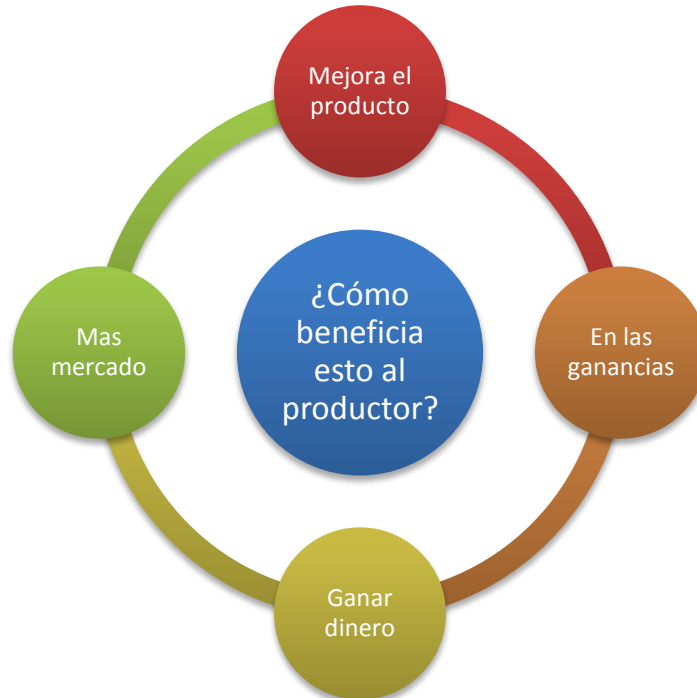 Mejora el
producto
¿Cómo
beneficia
esto al
productor?
Mas
mercado
En las
ganancias
Ganar
dinero